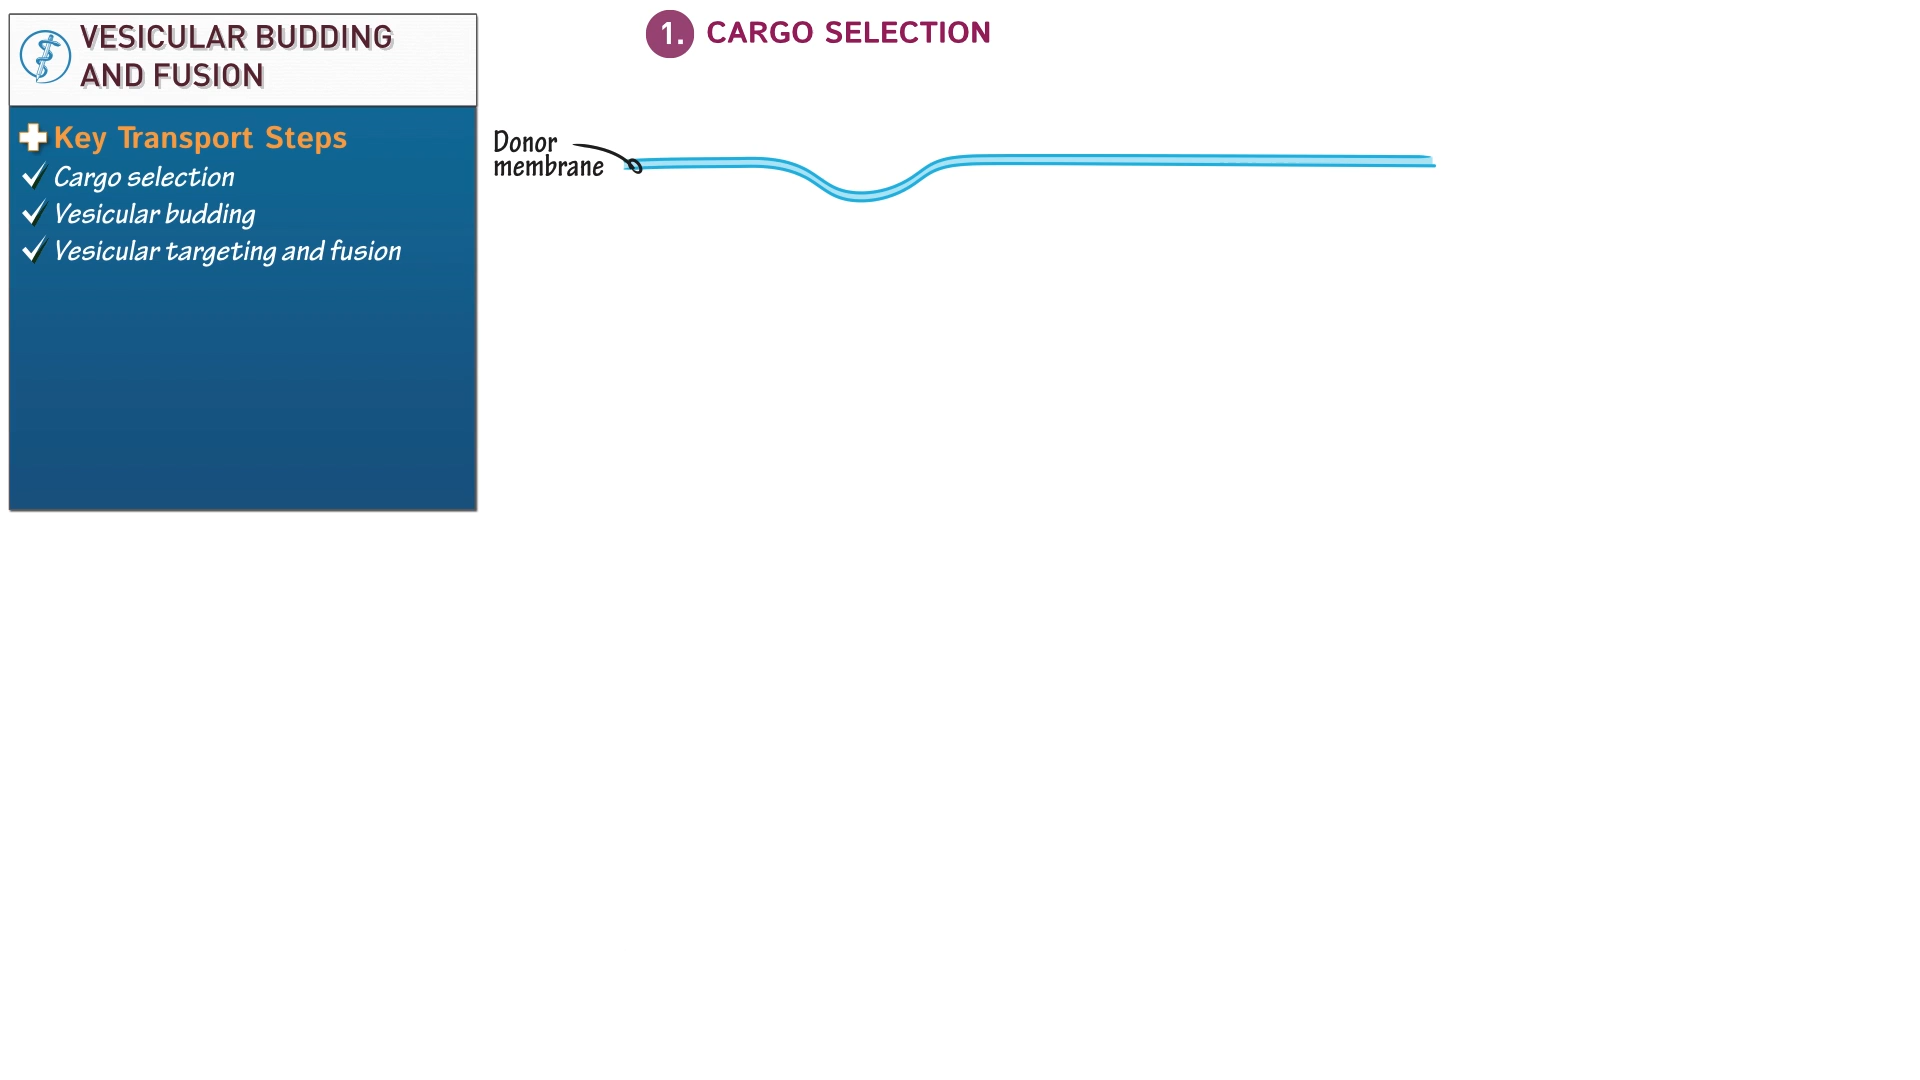 VESICULAR BUDDING
AND FUSION
Key Transport Steps
Cargo selection
Vesicular budding
Vesicular targeting and fusion
1. CARGO SELECTION
Donor
membrane